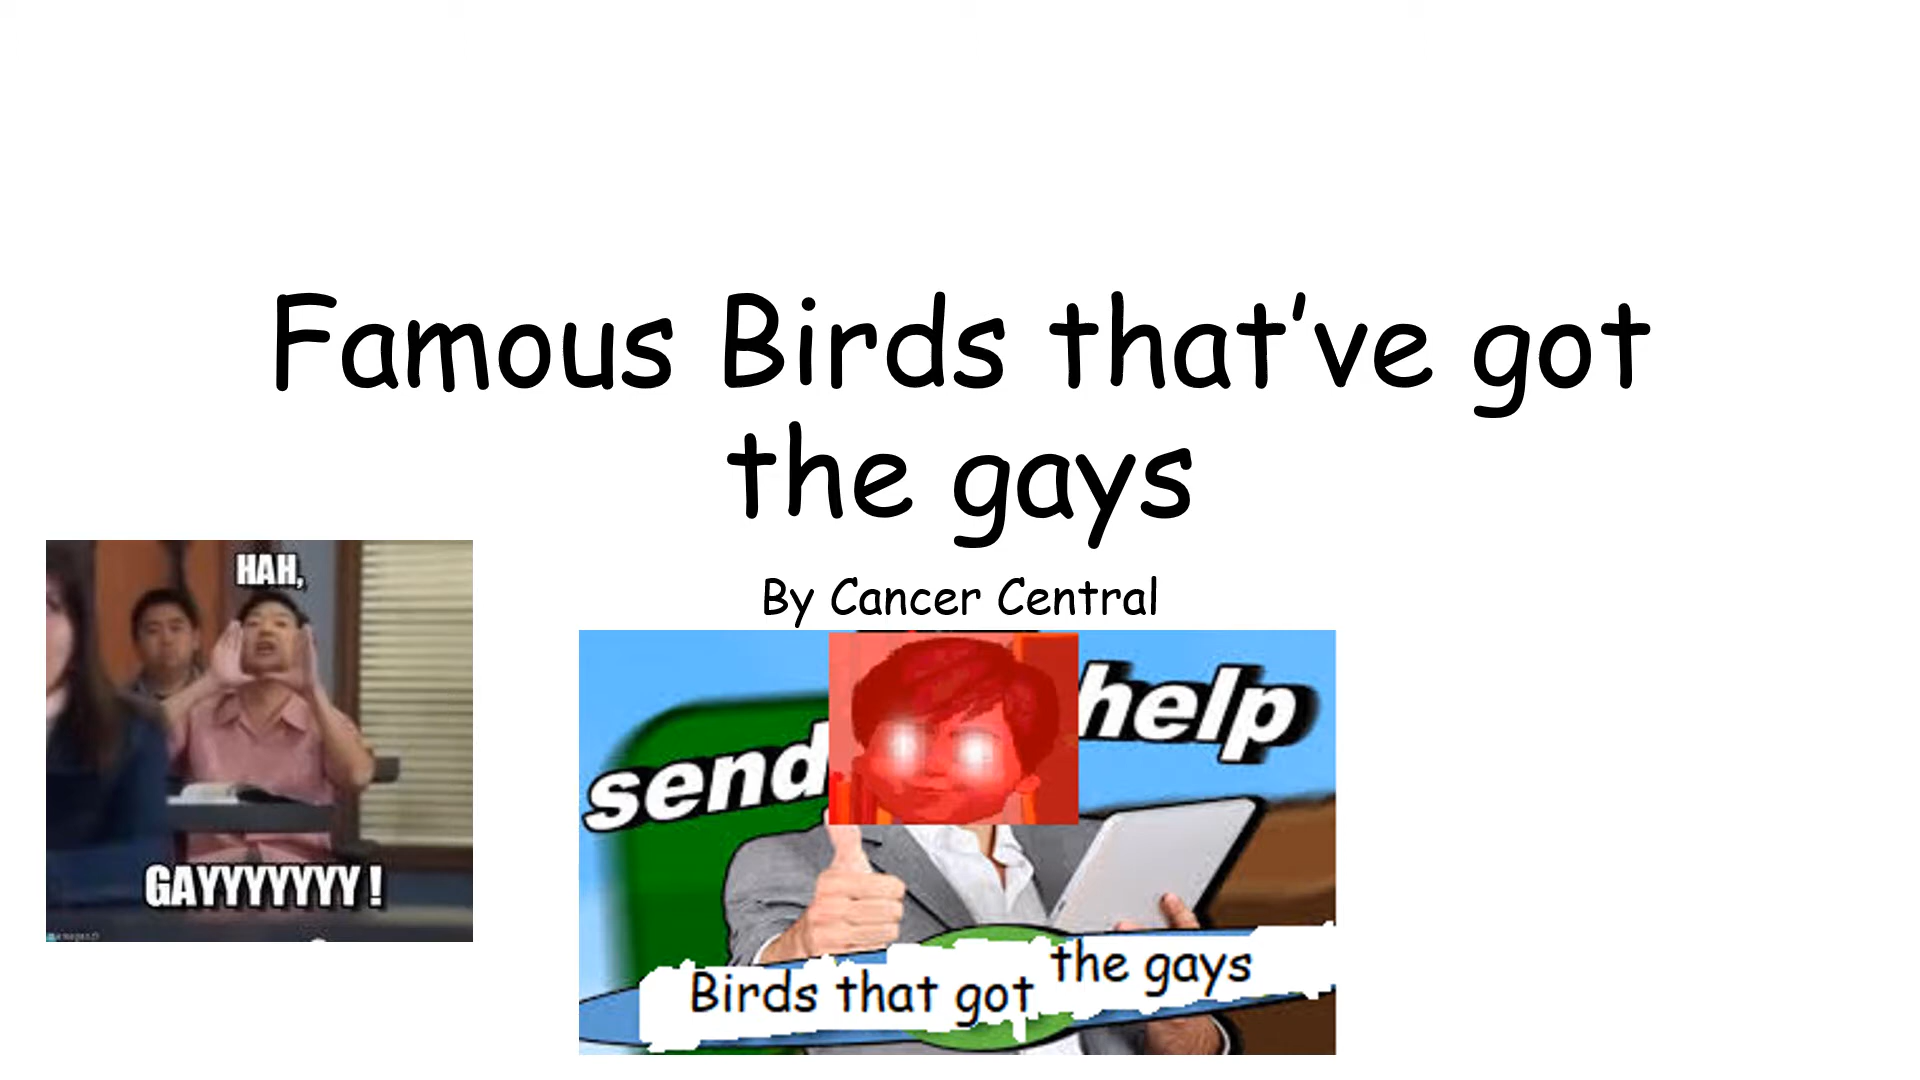 Famous Birds that’ve got
the gays
By Cancer Central
HAH,
GAYYYYYYY !
send help
Birds that got the gays